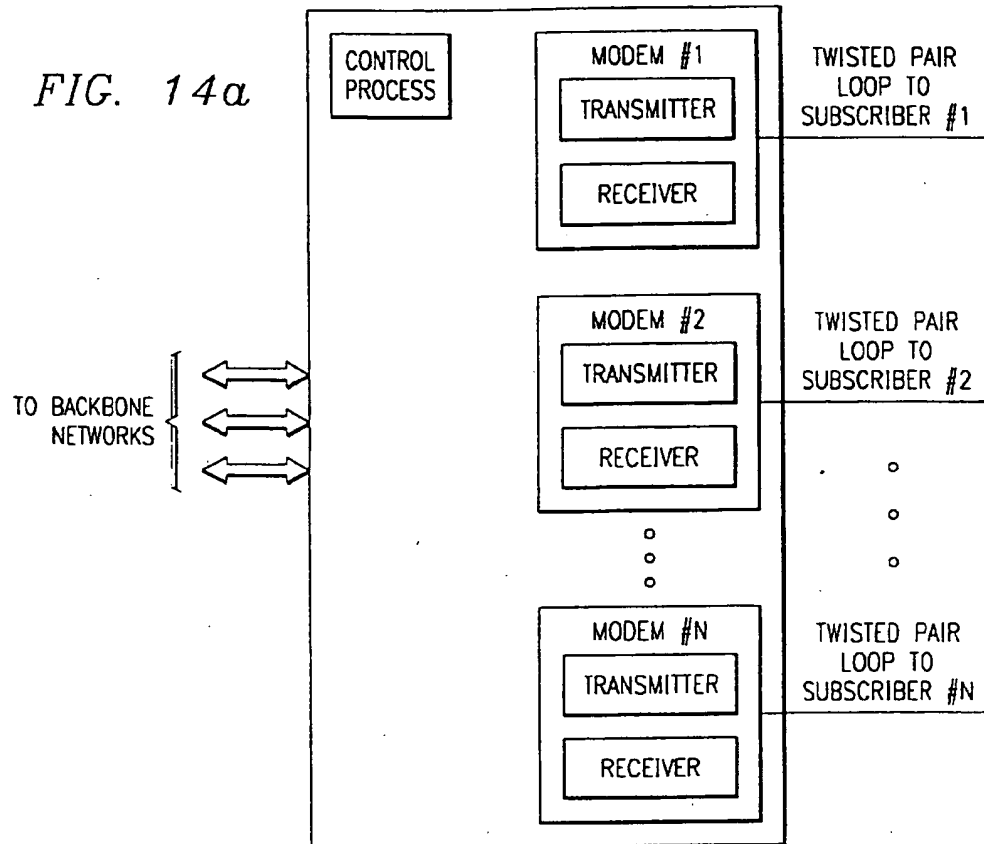 FIG. 14a
CONTROL
PROCESS
MODEM #1
TRANSMITTER
RECEIVER
TWISTED PAIR
LOOP TO
SUBSCRIBER #1
MODEM #2
TRANSMITTER
RECEIVER
TWISTED PAIR
LOOP TO
SUBSCRIBER #2
TO BACKBONE
NETWORKS
MODEM #N
TRANSMITTER
RECEIVER
TWISTED PAIR
LOOP TO
SUBSCRIBER #N